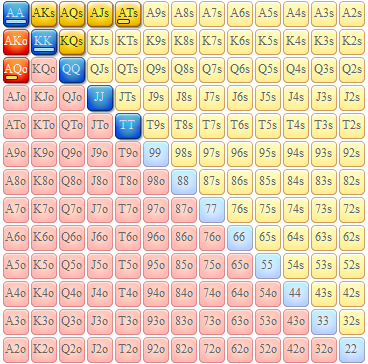 AA AKs AQs AJs ATs A9s A8s A7s A6s A5s A4s A3s A2s
AKo KK KQs KJs KTs K9s K8s K7s K6s K5s K4s K3s K2s
AQo KQo QQ QJs QTs Q9s Q8s Q7s Q6s Q5s Q4s Q3s Q2s
AJo KJo QJo JJ JTs J9s J8s J7s J6s J5s J4s J3s J2s
ATo KTo QTo JTo TT T9s T8s T7s T6s T5s T4s T3s T2s
A9o K9o Q9o J9o T9o 99 98s 97s 96s 95s 94s 93s 92s
A8o K8o Q8o J8o T8o 98o 88 87s 86s 85s 84s 83s 82s
A7o K7o Q7o J7o T7o 97o 87o 77 76s 75s 74s 73s 72s
A6o K6o Q6o J6o T6o 96o 86o 76o 66 65s 64s 63s 62s
A5o K5o Q5o J5o T5o 95o 85o 75o 65o 55 54s 53s 52s
A4o K4o Q4o J4o T4o 94o 84o 74o 64o 54o 44 43s 42s
A3o K3o Q3o J3o T3o 93o 83o 73o 63o 53o 43o 33 32s
A2o K2o Q2o J2o T2o 92o 82o 72o 62o 52o 42o 32o 22